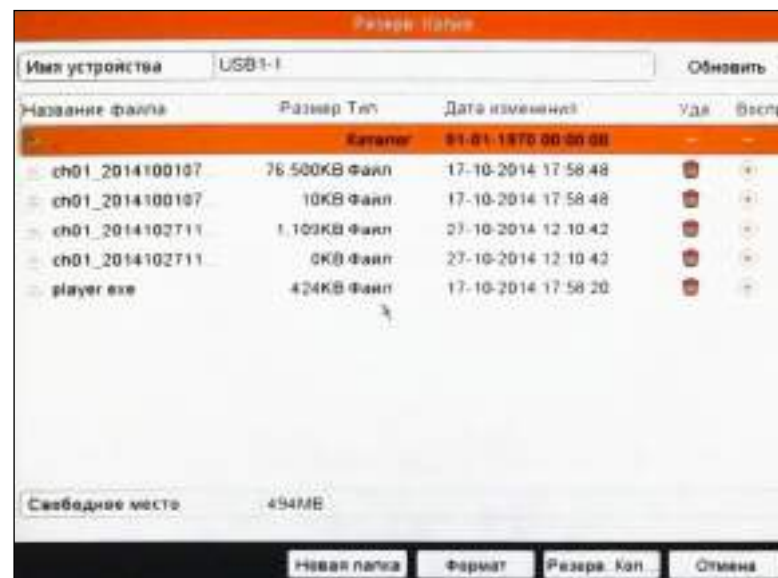 Резерв. Папка
Имя устройства USB1-1 Обновить
Название файла Размер Тип Дата изменения Уда Воспр
. Каталог 01-01-1970 00:00:00
ch01_2014100107 76.500KB Файл 17-10-2014 17:58:48
ch01_2014100107 10KB Файл 17-10-2014 17:58:48
ch01_2014102711 1.109KB Файл 27-10-2014 12:10:42
ch01_2014102711 0KB Файл 27-10-2014 12:10:42
player.exe 424KB Файл 17-10-2014 17:58:20
Свободное место 494MB
Новая папка Формат Резерв. Коп... Отмена